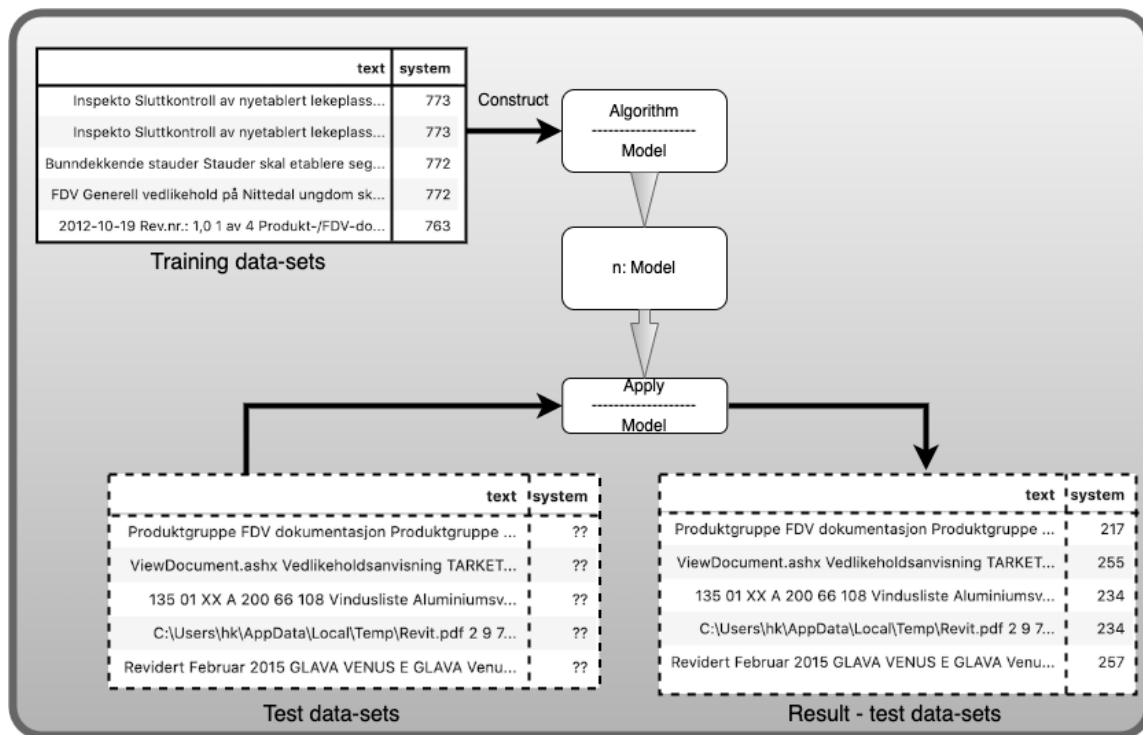 text system
Inspekto Sluttkontroll av nyetablert lekeplass... 773
Inspekto Sluttkontroll av nyetablert lekeplass... 773
Bunndekkende stauder Stauder skal etablere seg... 772
FDV Generell vedlikehold på Nittedal ungdom sk... 772
2012-10-19 Rev.nr.: 1,0 1 av 4 Produkt-/FDV-do... 763
Training data-sets
Construct
Algorithm
--------------------
Model
n: Model
Apply
--------------------
Model
text system
Produktgruppe FDV dokumentasjon Produktgruppe ... ??
ViewDocument.ashx Vedlikeholdsanvisning TARKET... ??
135 01 XX A 200 66 108 Vindusliste Aluminiumsv... ??
C:\Users\hk\AppData\Local\Temp\Revit.pdf 2 9 7... ??
Revidert Februar 2015 GLAVA VENUS E GLAVA Venu... ??
Test data-sets
text system
Produktgruppe FDV dokumentasjon Produktgruppe ... 217
ViewDocument.ashx Vedlikeholdsanvisning TARKET... 255
135 01 XX A 200 66 108 Vindusliste Aluminiumsv... 234
C:\Users\hk\AppData\Local\Temp\Revit.pdf 2 9 7... 234
Revidert Februar 2015 GLAVA VENUS E GLAVA Venu... 257
Result - test data-sets